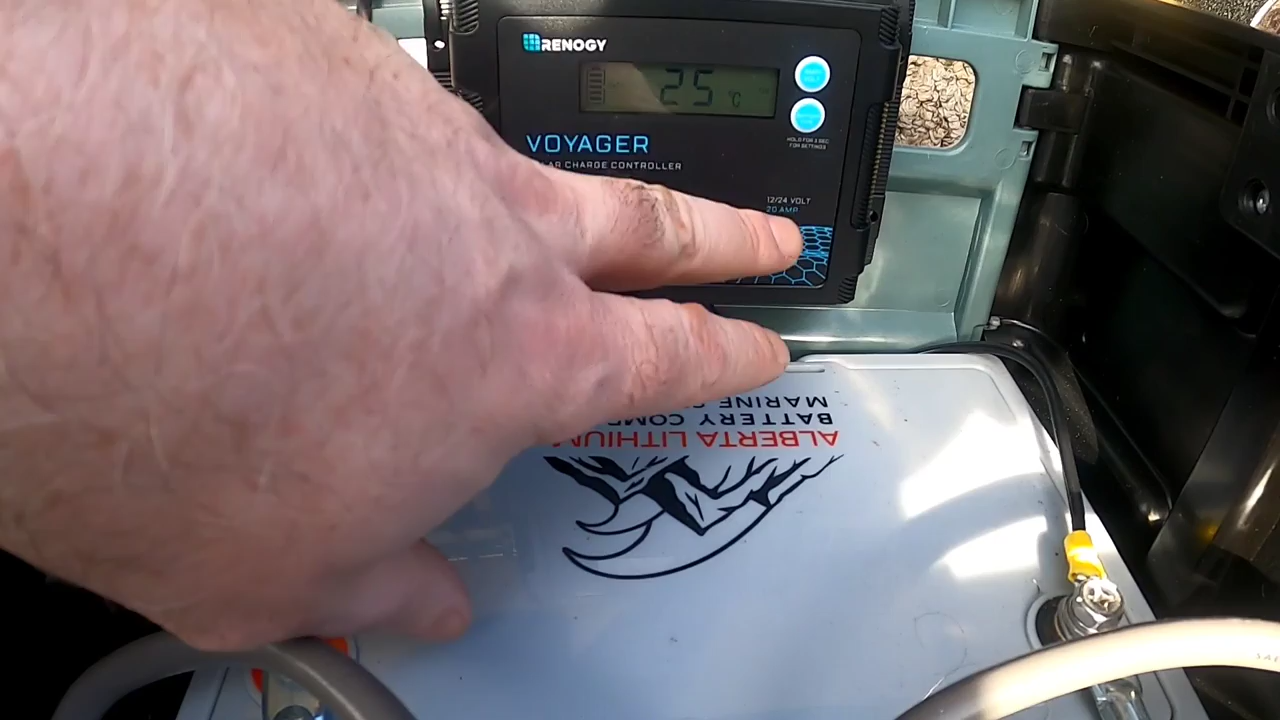 RENOGY
25 °C
HOLD FOR 3 SEC
FOR SETTINGS
VOYAGER
AR CHARGE CONTROLLER
12/24 VOLT
20 AMP
ALBERTA LITHIUM
BATTERY COMP
MARINE